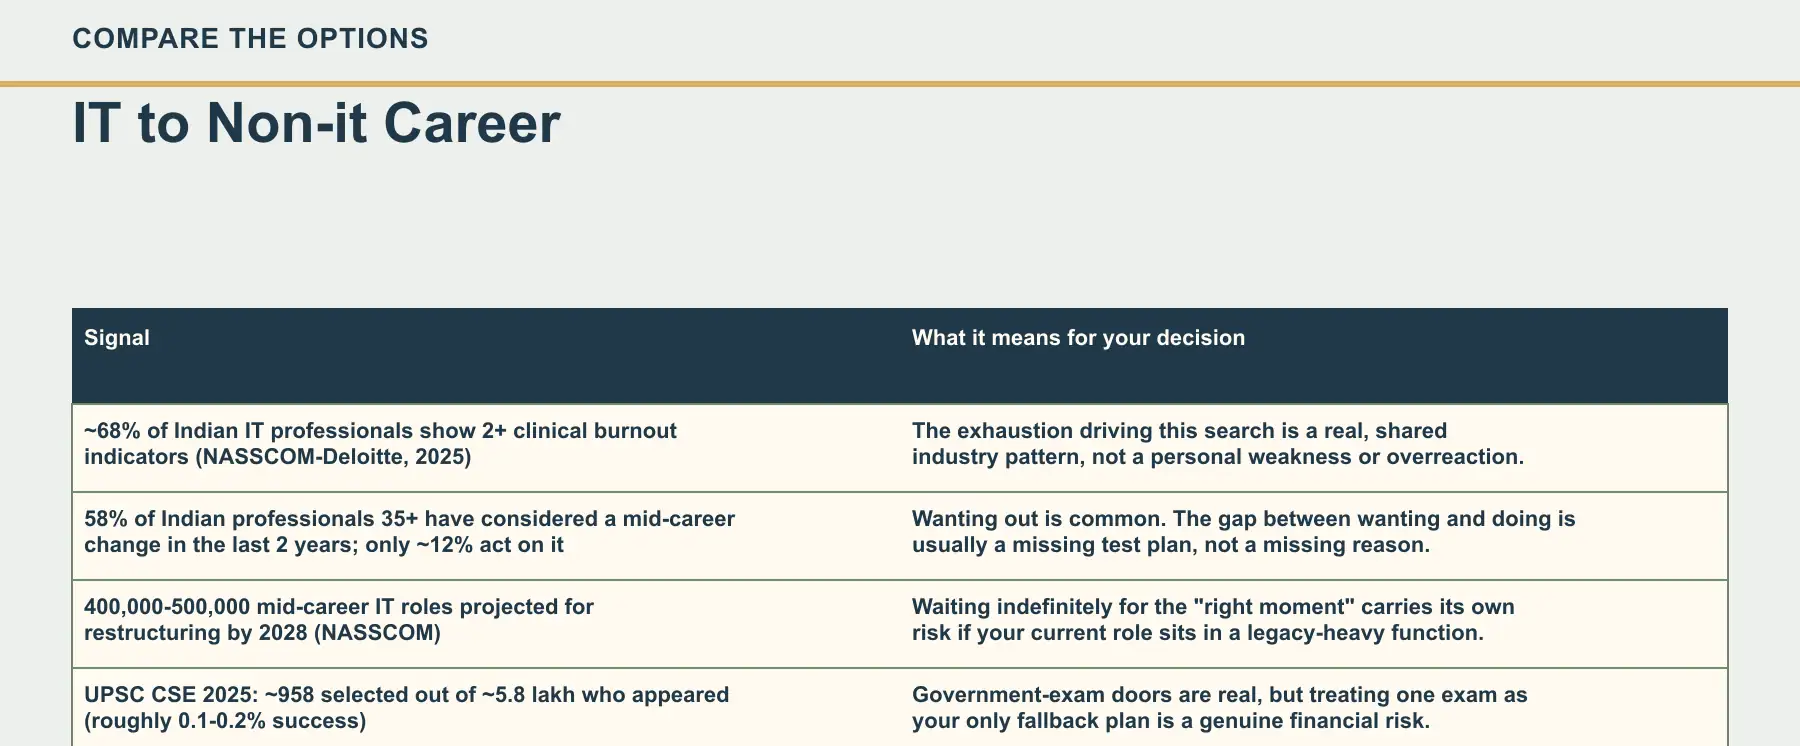 COMPARE THE OPTIONS
IT to Non-it Career
Signal
What it means for your decision
~68% of Indian IT professionals show 2+ clinical burnout
indicators (NASSCOM-Deloitte, 2025)
The exhaustion driving this search is a real, shared
industry pattern, not a personal weakness or overreaction.
58% of Indian professionals 35+ have considered a mid-career
change in the last 2 years; only ~12% act on it
Wanting out is common. The gap between wanting and doing is
usually a missing test plan, not a missing reason.
400,000-500,000 mid-career IT roles projected for
restructuring by 2028 (NASSCOM)
Waiting indefinitely for the "right moment" carries its own
risk if your current role sits in a legacy-heavy function.
UPSC CSE 2025: ~958 selected out of ~5.8 lakh who appeared
(roughly 0.1-0.2% success)
Government-exam doors are real, but treating one exam as
your only fallback plan is a genuine financial risk.